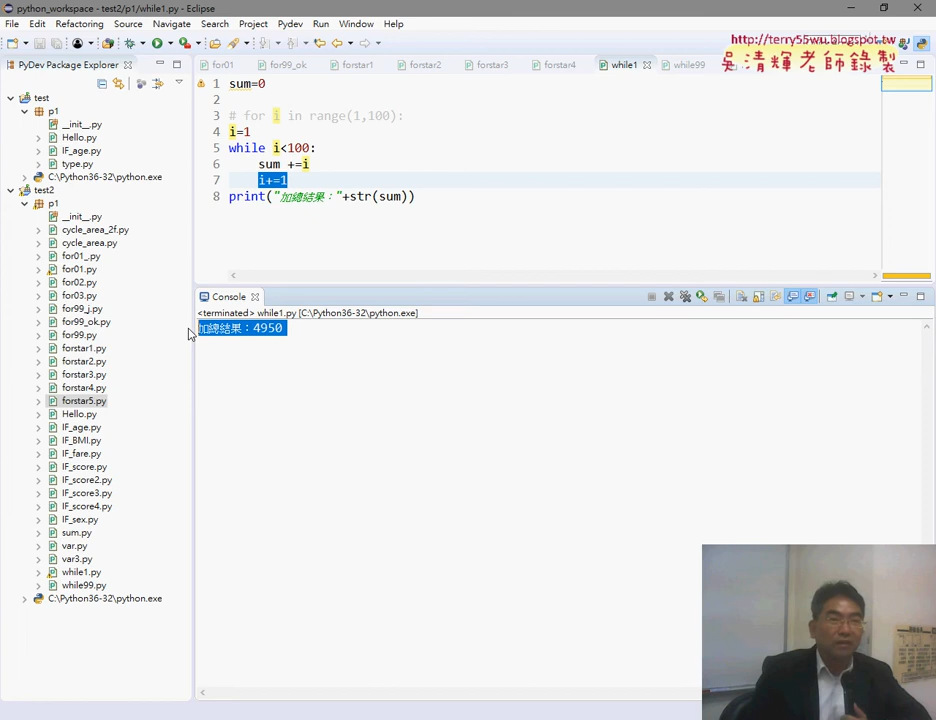 python_workspace - test2/p1/while1.py - Eclipse
File Edit Refactoring Source Navigate Search Project Pydev Run Window Help
http://terry55wu.blogspot.tw
吳清輝老師錄製
PyDev Package Explorer
for01 for99_ok forstar1 forstar2 forstar3 forstar4 while1 while99
1 sum=0
2
3 # for i in range(1,100):
4 i=1
5 while i<100:
6 sum +=i
7 i+=1
8 print("加總結果："+str(sum))
test
p1
__init__.py
Hello.py
IF_age.py
type.py
C:\Python36-32\python.exe
test2
p1
__init__.py
cycle_area_2f.py
cycle_area.py
for01_.py
for01.py
for02.py
for03.py
for99_j.py
for99_ok.py
for99.py
forstar1.py
forstar2.py
forstar3.py
forstar4.py
forstar5.py
Hello.py
IF_age.py
IF_BMI.py
IF_fare.py
IF_score.py
IF_score2.py
IF_score3.py
IF_score4.py
IF_sex.py
sum.py
var.py
var3.py
while1.py
while99.py
C:\Python36-32\python.exe
Console
<terminated> while1.py [C:\Python36-32\python.exe]
加總結果：4950